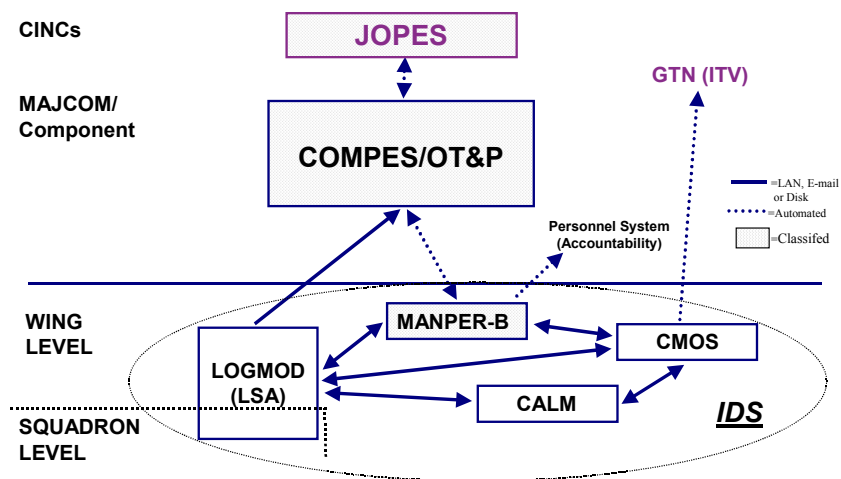 CINCs
JOPES
GTN (ITV)
MAJCOM/
Component
COMPES/OT&P
=LAN, E-mail
or Disk
=Automated
=Classifed
Personnel System
(Accountability)
WING
LEVEL
MANPER-B
CMOS
LOGMOD
(LSA)
CALM
IDS
SQUADRON
LEVEL